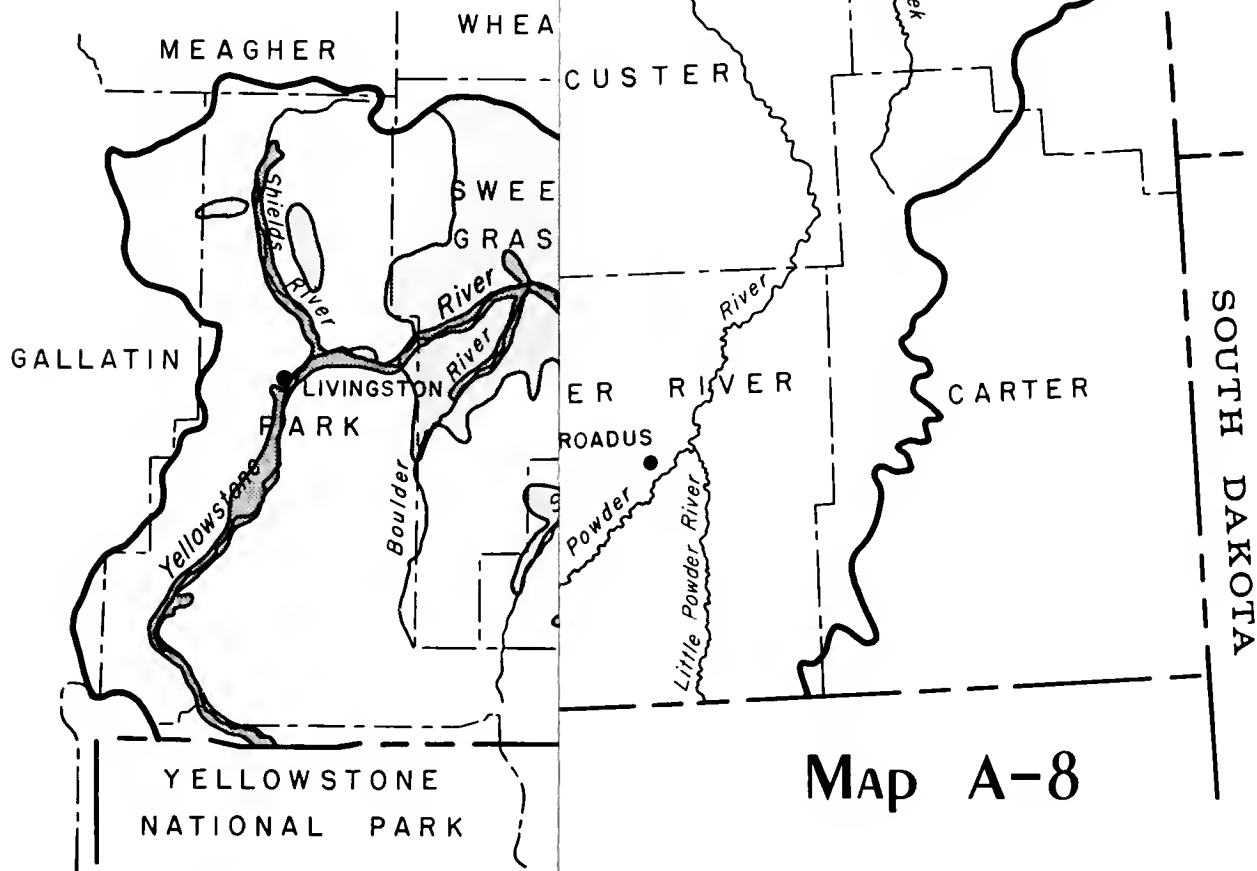 MEAGHER
WHEA
SWEE
GRAS
Shields
River
River
River
GALLATIN
LIVINGSTON
PARK
Yellowstone
Boulder
YELLOWSTONE
NATIONAL PARK
ek
CUSTER
River
ER RIVER
ROADUS
Powder
Little Powder River
CARTER
SOUTH DAKOTA
MAP A-8